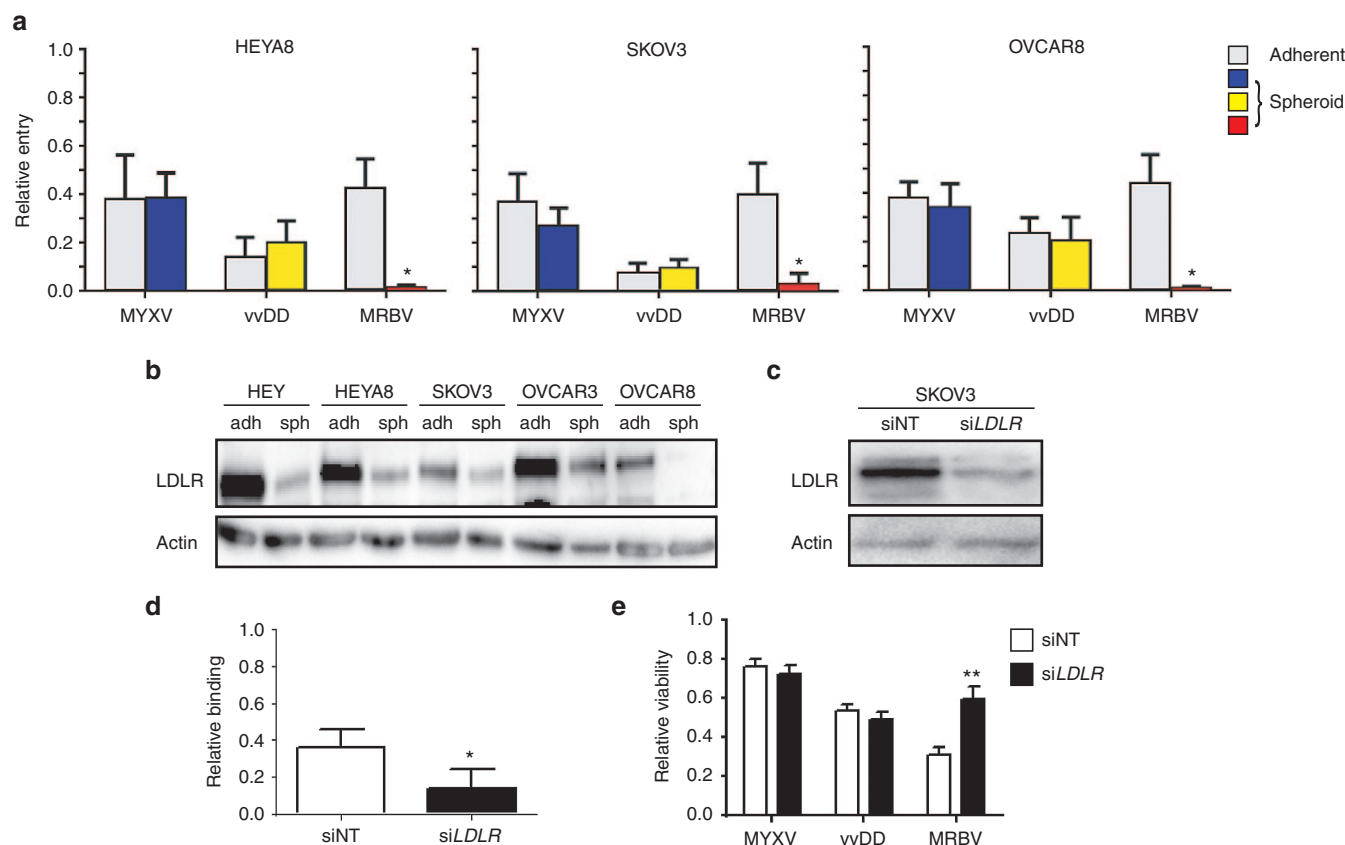 a
HEYA8
SKOV3
OVCAR8
Adherent
Spheroid
Relative entry
1.0
0.8
0.6
0.4
0.2
0.0
MYXV vvDD MRBV
*
MYXV vvDD MRBV
*
MYXV vvDD MRBV
*
b
HEY HEYA8 SKOV3 OVCAR3 OVCAR8
adh sph adh sph adh sph adh sph adh sph
LDLR
Actin
c
SKOV3
siNT siLDLR
LDLR
Actin
d
Relative binding
1.0
0.8
0.6
0.4
0.2
0.0
*
siNT siLDLR
e
Relative viability
1.0
0.8
0.6
0.4
0.2
0.0
**
MYXV vvDD MRBV
siNT
siLDLR